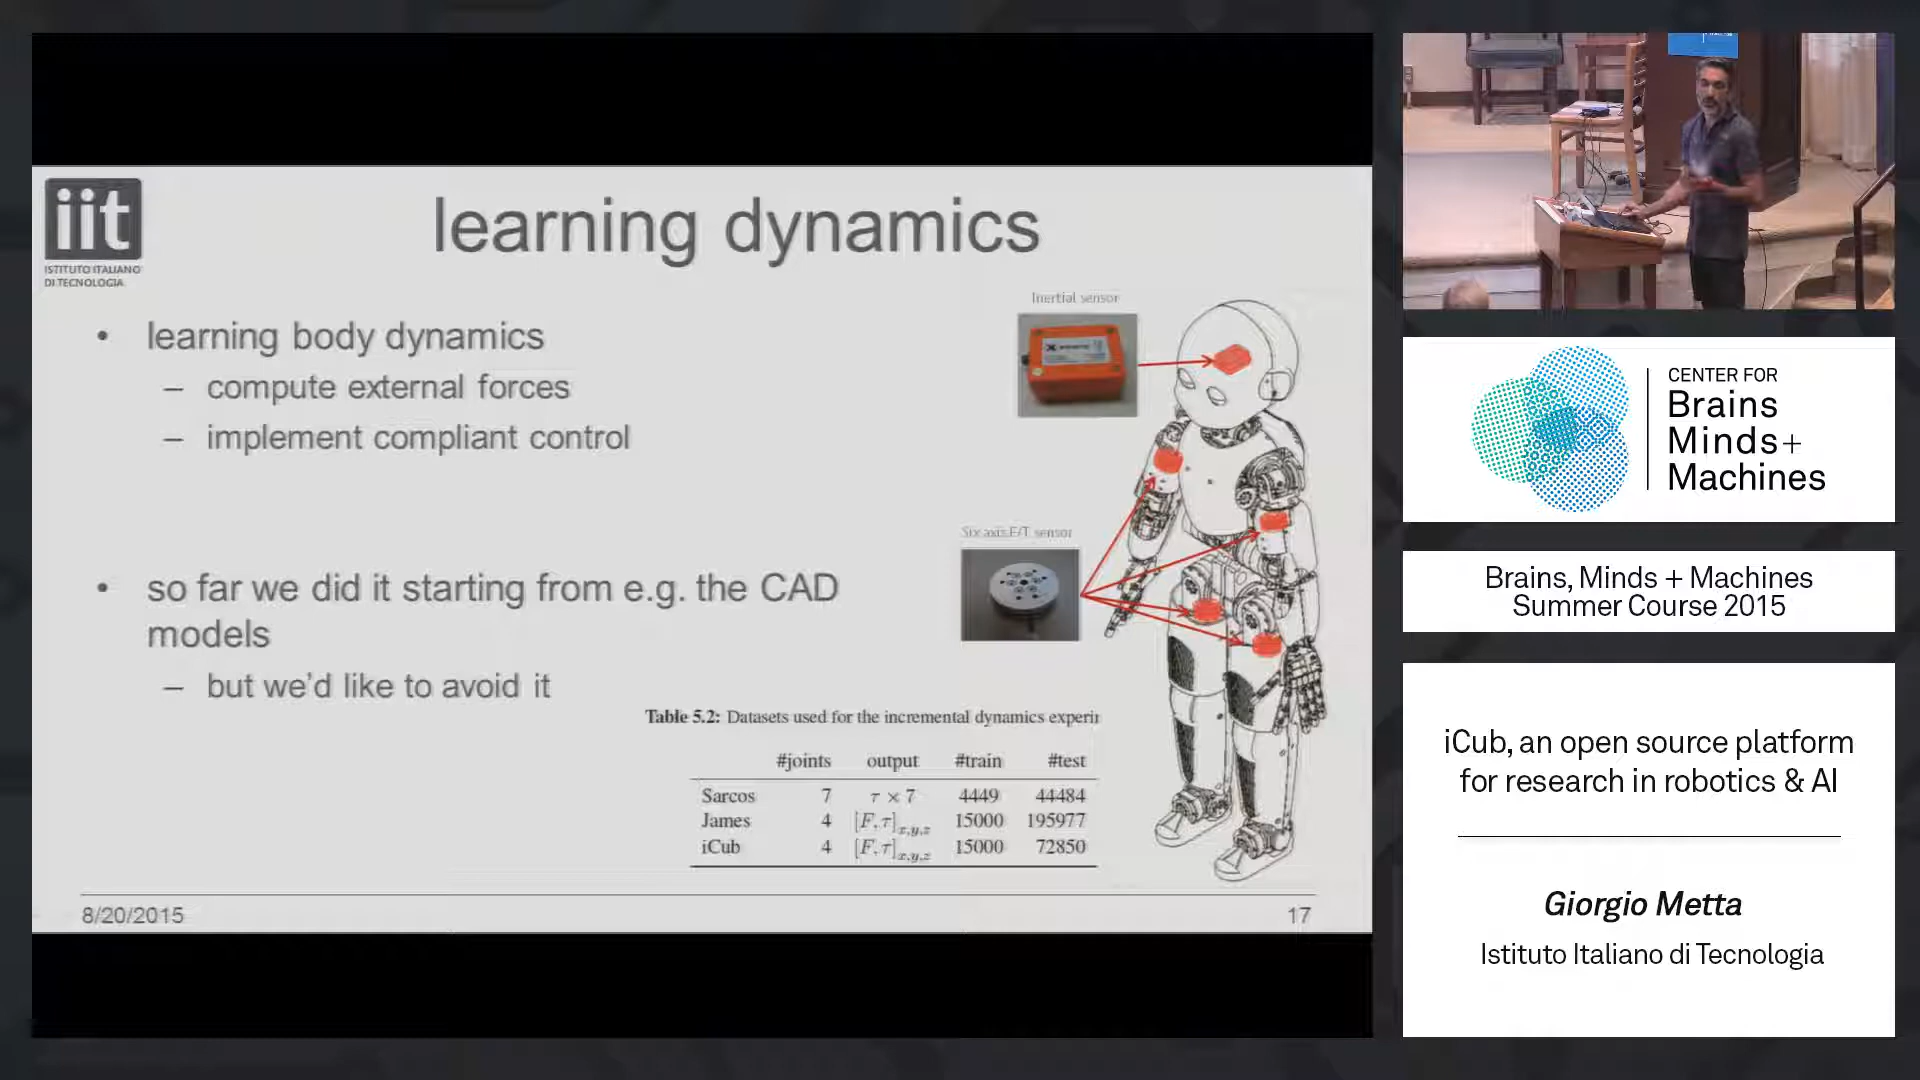 iit
ISTITUTO ITALIANO
DI TECNOLOGIA
learning dynamics
• learning body dynamics
– compute external forces
– implement compliant control
• so far we did it starting from e.g. the CAD
models
– but we'd like to avoid it
Inertial sensor
Six axis F/T sensor
Table 5.2: Datasets used for the incremental dynamics experir
#joints output #train #test
Sarcos 7 τ × 7 4449 44484
James 4 [F, τ]x,y,z 15000 195977
iCub 4 [F, τ]x,y,z 15000 72850
8/20/2015
17
CENTER FOR
Brains
Minds+
Machines
Brains, Minds + Machines
Summer Course 2015
iCub, an open source platform
for research in robotics & AI
Giorgio Metta
Istituto Italiano di Tecnologia